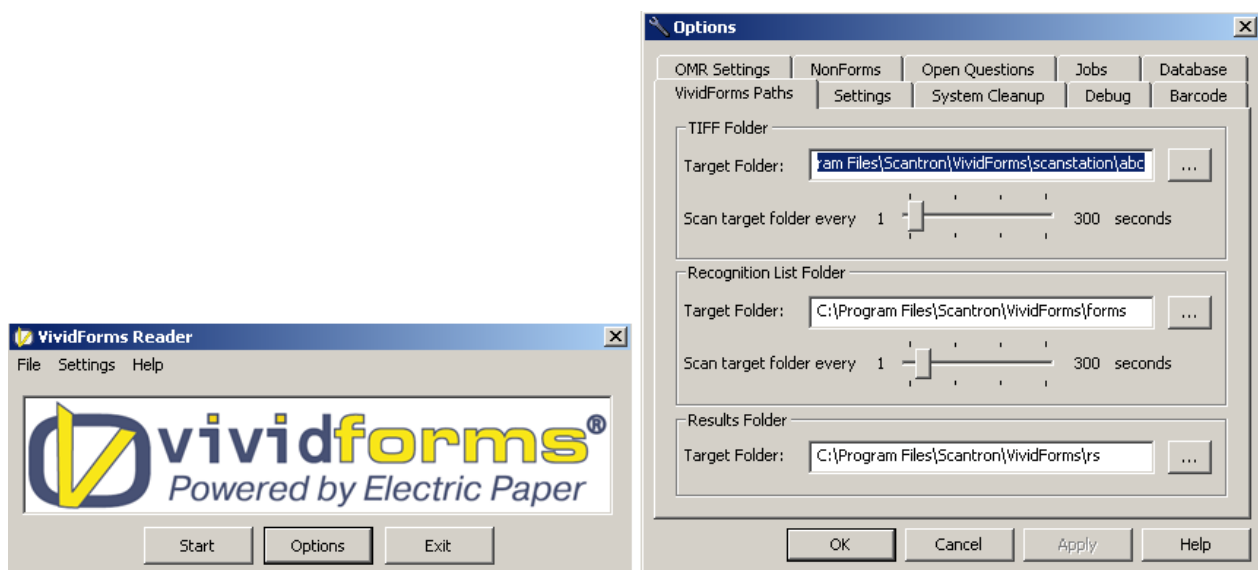 VividForms Reader
File Settings Help
vividforms®
Powered by Electric Paper
Start Options Exit
Options
OMR Settings NonForms Open Questions Jobs Database
VividForms Paths Settings System Cleanup Debug Barcode
TIFF Folder
Target Folder: ram Files\Scantron\VividForms\scanstation\abc ...
Scan target folder every 1 300 seconds
Recognition List Folder
Target Folder: C:\Program Files\Scantron\VividForms\forms ...
Scan target folder every 1 300 seconds
Results Folder
Target Folder: C:\Program Files\Scantron\VividForms\rs ...
OK Cancel Apply Help